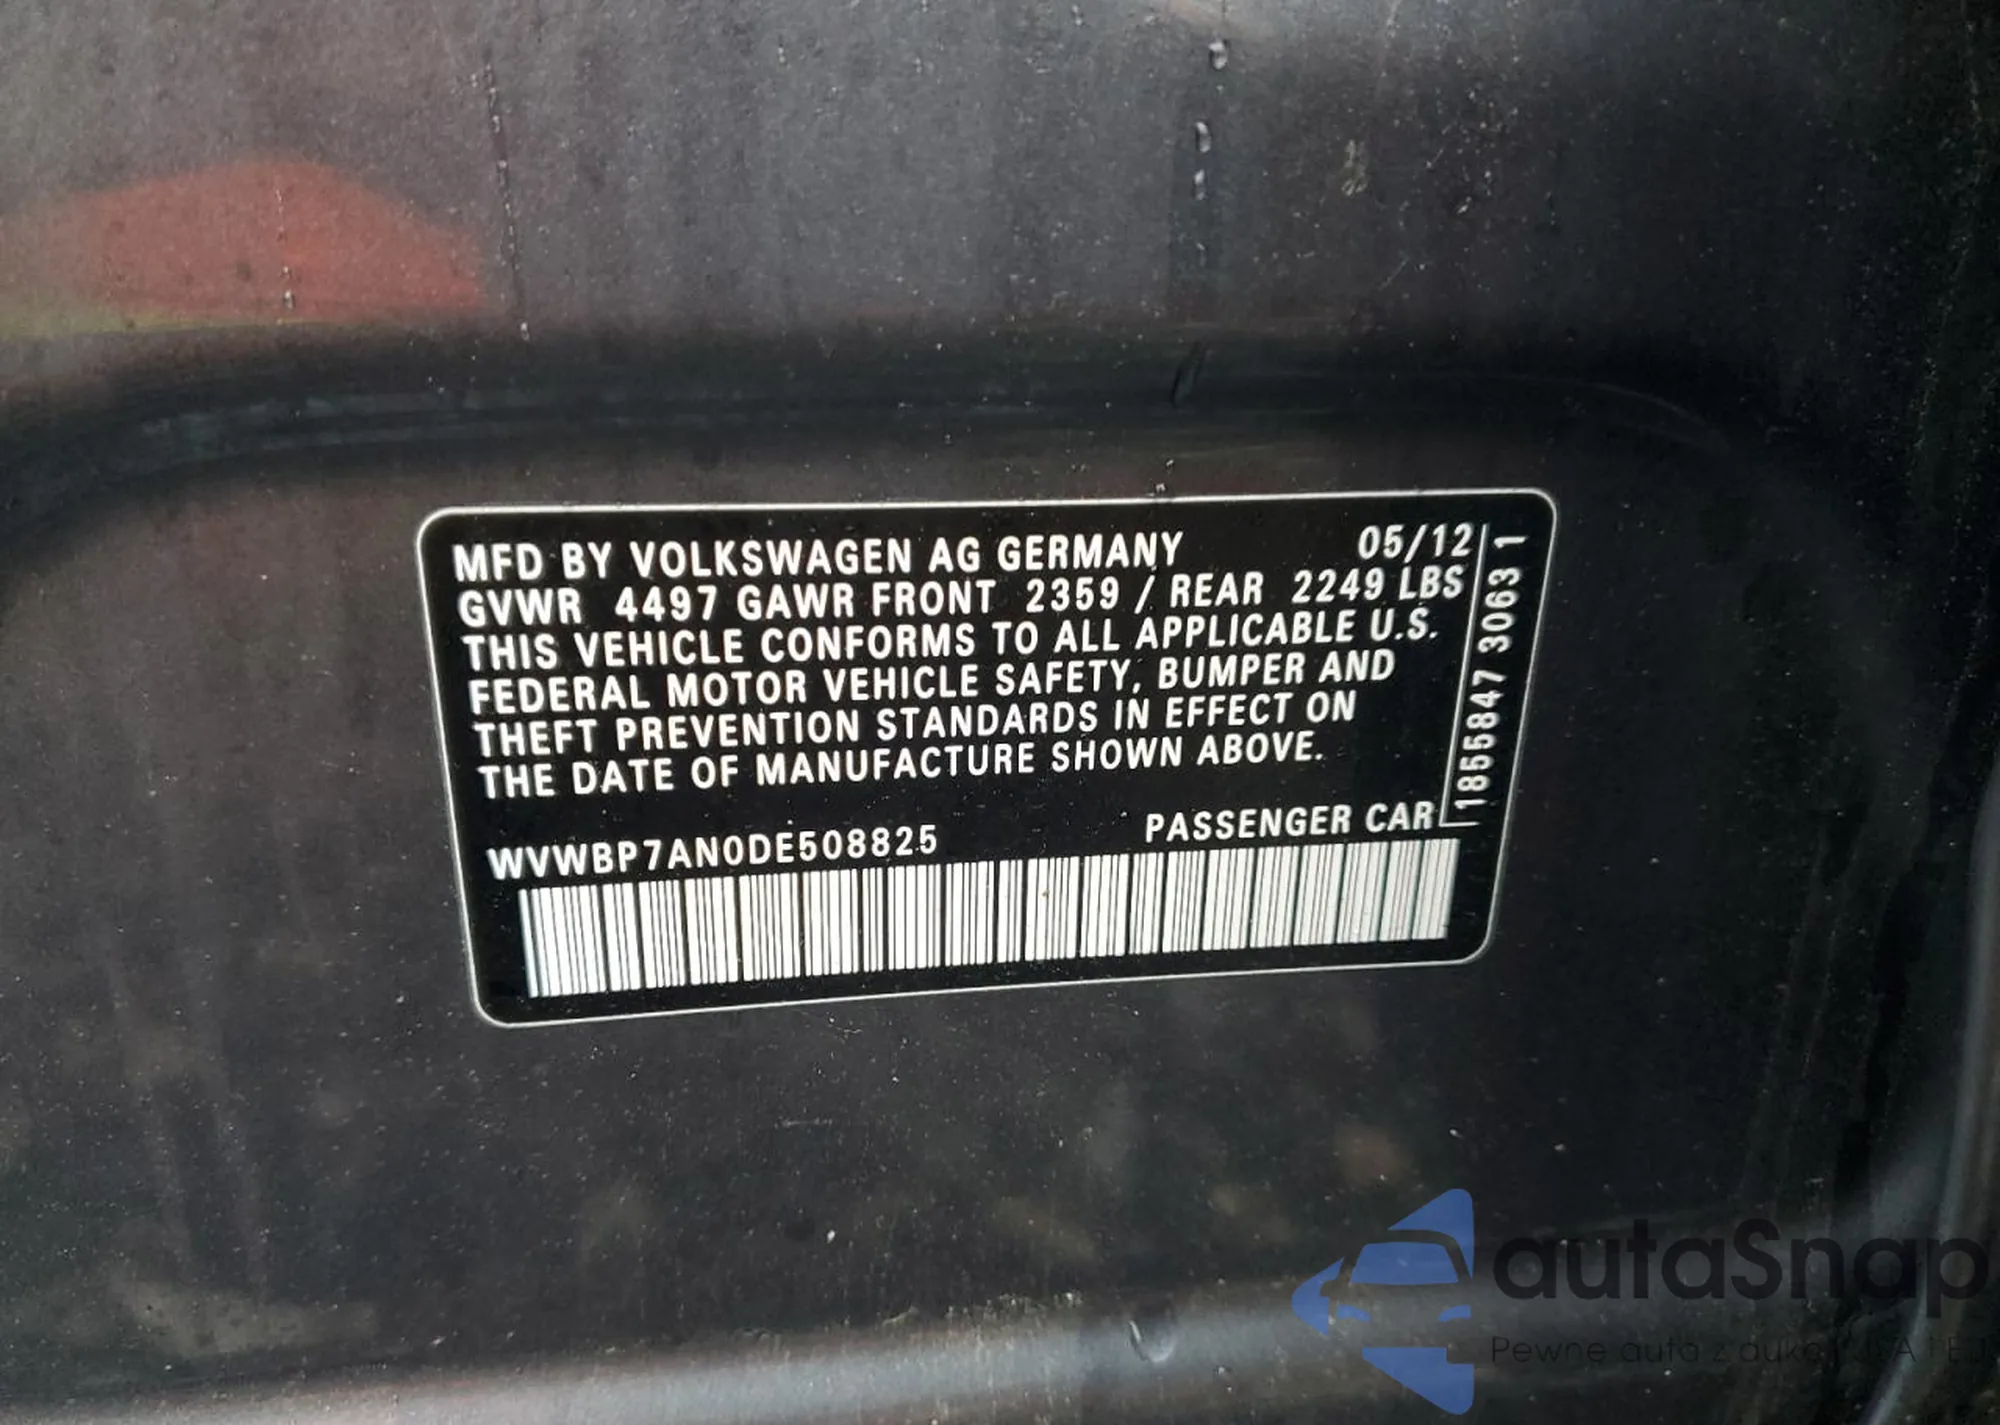 MFD BY VOLKSWAGEN AG GERMANY 05/12
GVWR 4497 GAWR FRONT 2359 / REAR 2249 LBS
THIS VEHICLE CONFORMS TO ALL APPLICABLE U.S.
FEDERAL MOTOR VEHICLE SAFETY, BUMPER AND
THEFT PREVENTION STANDARDS IN EFFECT ON
THE DATE OF MANUFACTURE SHOWN ABOVE.
WVWBP7AN0DE508825 PASSENGER CAR
1855847 3063 1
autaSnap
Pewne auta z